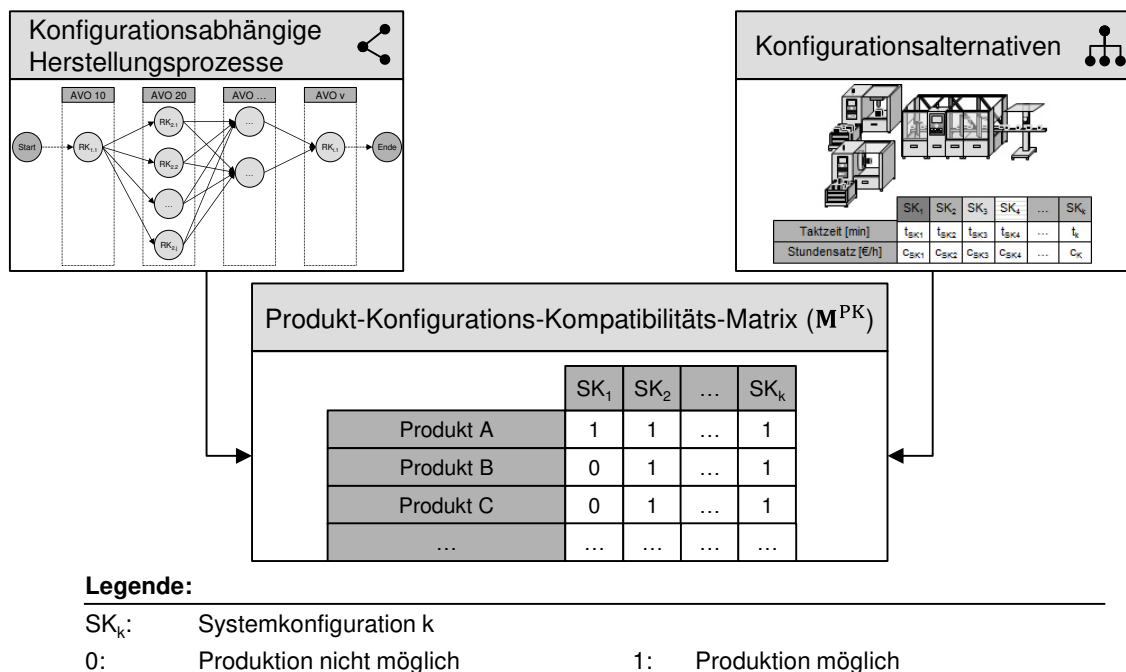 Konfigurationsabhängige
Herstellungsprozesse
AVO 10 AVO 20 AVO ... AVO v
Start RK1.1 RK2.1 RK2.2 ... RK2.j ... ... RKi.1 Ende
Konfigurationsalternativen
SK1 SK2 SK3 SK4 ... SKk
Taktzeit [min] tSK1 tSK2 tSK3 tSK4 ... tk
Stundensatz [€/h] cSK1 cSK2 cSK3 cSK4 ... cK
Produkt-Konfigurations-Kompatibilitäts-Matrix (M^PK)
SK1 SK2 ... SKk
Produkt A 1 1 ... 1
Produkt B 0 1 ... 1
Produkt C 0 1 ... 1
... ... ... ... ...
Legende:
SKk: Systemkonfiguration k
0: Produktion nicht möglich 1: Produktion möglich